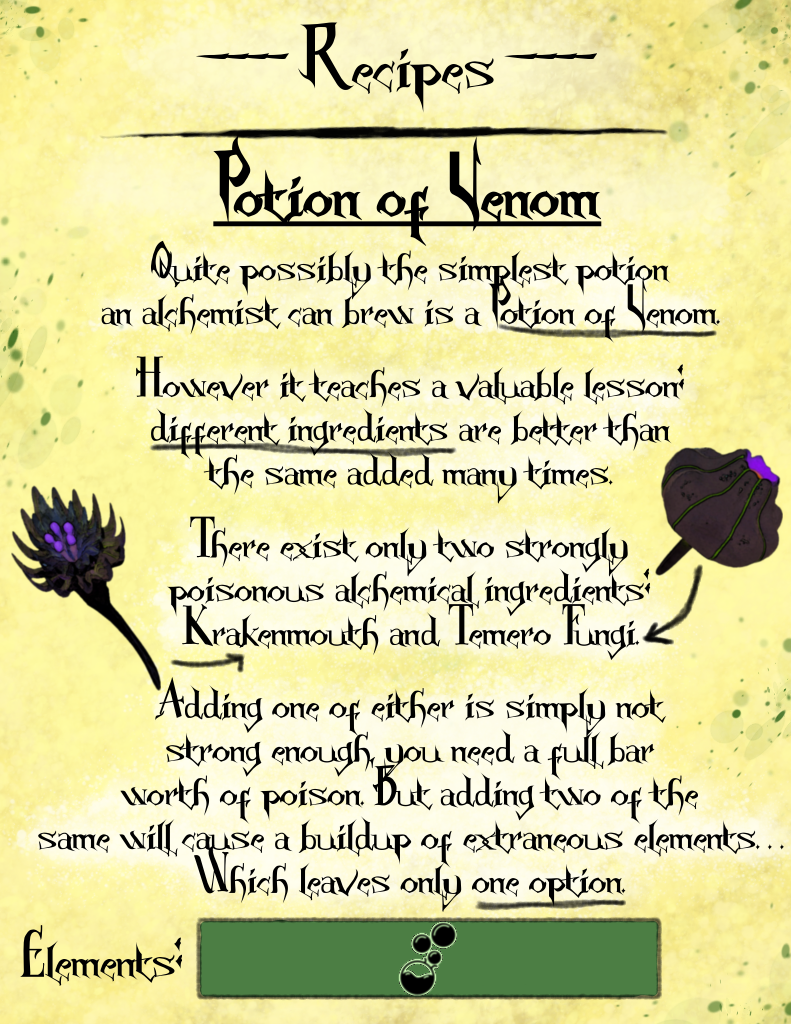 Recipes
Potion of Venom
Quite possibly the simplest potion
an alchemist can brew is a Potion of Venom.
However it teaches a valuable lesson:
different ingredients are better than
the same added many times.
There exist only two strongly
poisonous alchemical ingredients:
Krakenmouth and Temero Fungi.
Adding one of either is simply not
strong enough, you need a full bar
worth of poison. But adding two of the
same will cause a buildup of extraneous elements...
Which leaves only one option.
Elements: